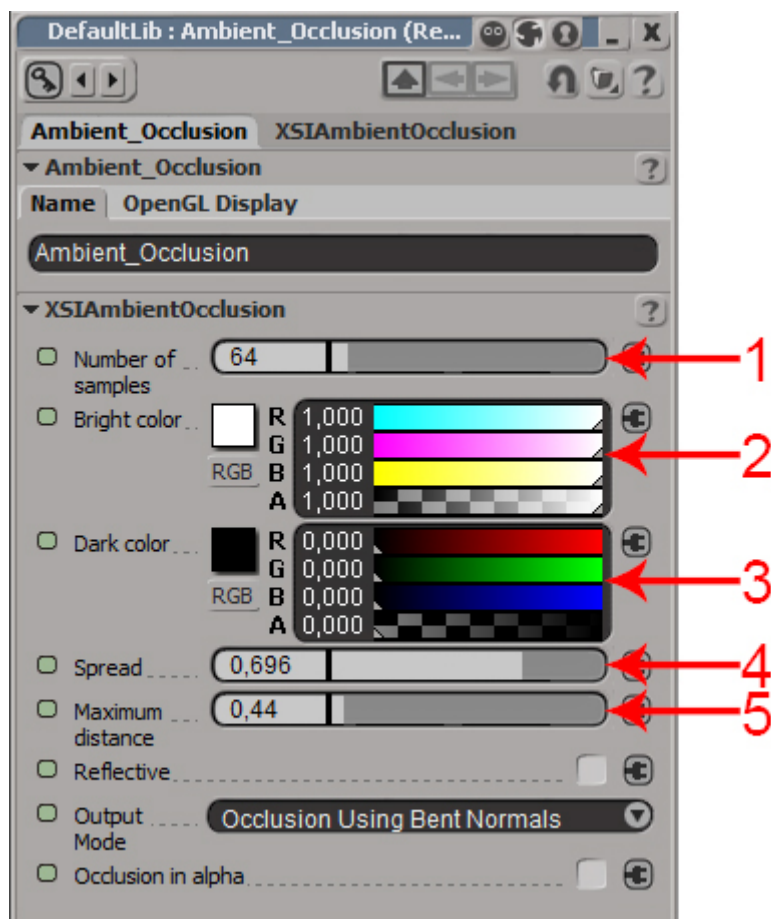 DefaultLib : Ambient_Occlusion (Re...
Ambient_Occlusion XSIAmbientOcclusion
Ambient_Occlusion ?
Name OpenGL Display
Ambient_Occlusion
XSIAmbientOcclusion ?
Number of samples 64 1
Bright color R 1,000
G 1,000
RGB B 1,000
A 1,000
2
Dark color R 0,000
G 0,000
RGB B 0,000
A 0,000
3
Spread 0,696 4
Maximum distance 0,44 5
Reflective
Output Mode Occlusion Using Bent Normals
Occlusion in alpha